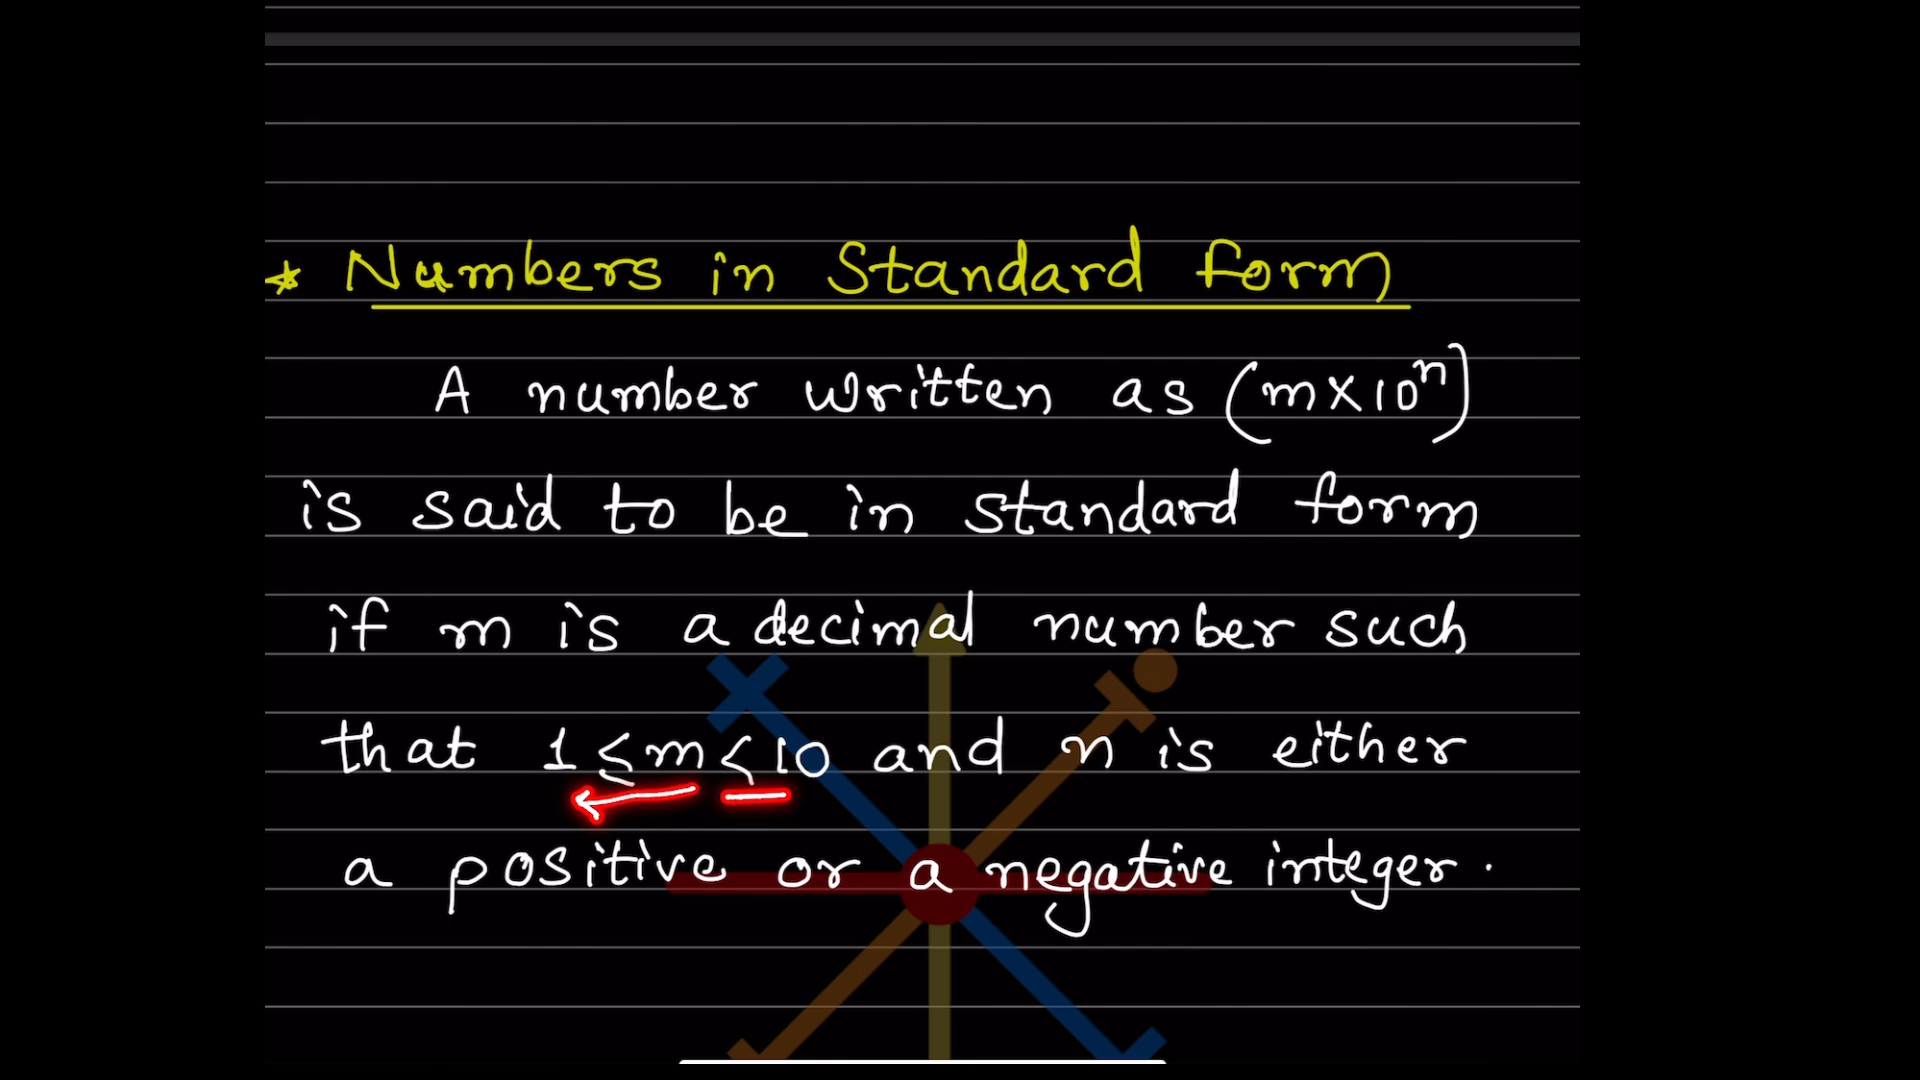 * Numbers in Standard form
A number written as (m×10ⁿ)
is said to be in standard form
if m is a decimal number such
that 1≤m<10 and n is either
a positive or a negative integer.